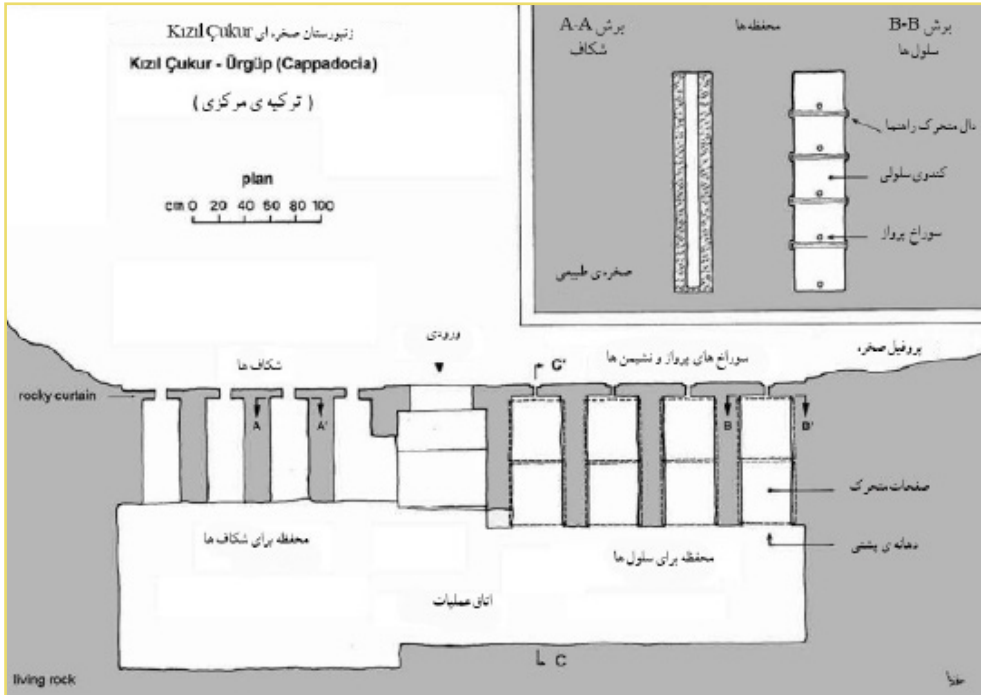 زنبورستان صخره ای Kızıl Çukur
Kızıl Çukur - Ürgüp (Cappadocia)
( ترکیه ی مرکزی )
plan
cm 0 20 40 60 80 100
برش A-A
شکاف
محفظه ها
برش B-B
سلول ها
دال متحرک راهنما
کندوی سلولی
سوراخ پرواز
صخره ی طبیعی
ورودی
شکاف ها
سوراخ های پرواز و نشیمن ها
پروفیل صخره
C'
rocky curtain
A
A'
B
B'
صفحات متحرک
دهانه ی پشتی
محفظه برای شکاف ها
محفظه برای سلول ها
اتاق عملیات
C
living rock